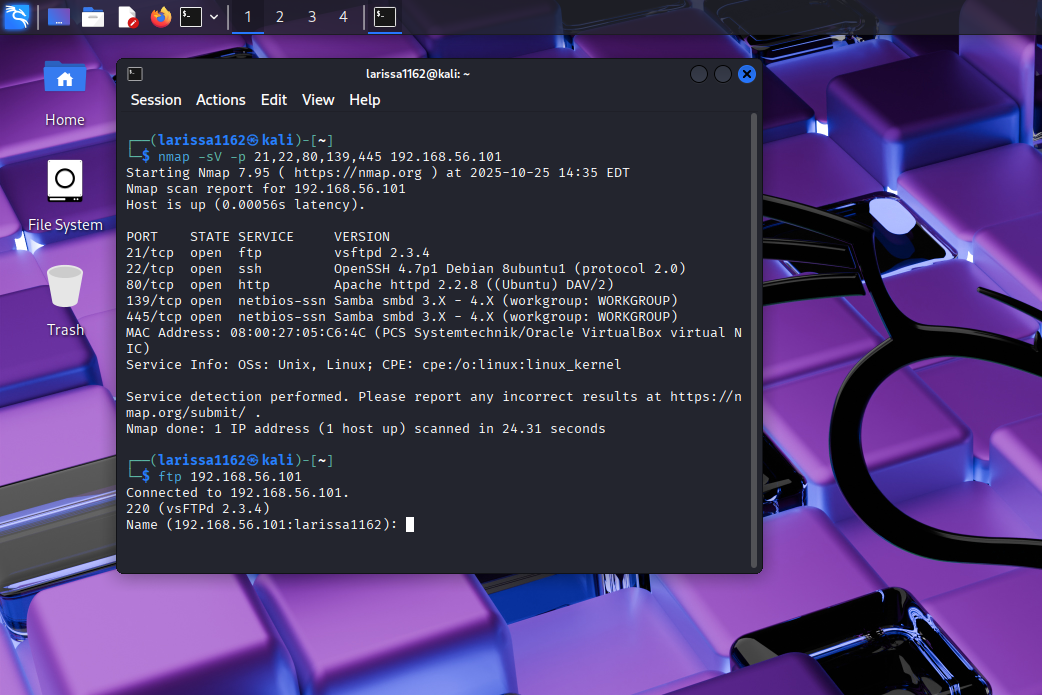 1 2 3 4
larissa1162@kali: ~
Session Actions Edit View Help
Home
File System
Trash
┌──(larissa1162㉿kali)-[~]
└─$ nmap -sV -p 21,22,80,139,445 192.168.56.101
Starting Nmap 7.95 ( https://nmap.org ) at 2025-10-25 14:35 EDT
Nmap scan report for 192.168.56.101
Host is up (0.00056s latency).
PORT    STATE SERVICE     VERSION
21/tcp  open  ftp         vsftpd 2.3.4
22/tcp  open  ssh         OpenSSH 4.7p1 Debian 8ubuntu1 (protocol 2.0)
80/tcp  open  http        Apache httpd 2.2.8 ((Ubuntu) DAV/2)
139/tcp open  netbios-ssn Samba smbd 3.X - 4.X (workgroup: WORKGROUP)
445/tcp open  netbios-ssn Samba smbd 3.X - 4.X (workgroup: WORKGROUP)
MAC Address: 08:00:27:05:C6:4C (PCS Systemtechnik/Oracle VirtualBox virtual N
IC)
Service Info: OSs: Unix, Linux; CPE: cpe:/o:linux:linux_kernel
Service detection performed. Please report any incorrect results at https://n
map.org/submit/ .
Nmap done: 1 IP address (1 host up) scanned in 24.31 seconds
┌──(larissa1162㉿kali)-[~]
└─$ ftp 192.168.56.101
Connected to 192.168.56.101.
220 (vsFTPd 2.3.4)
Name (192.168.56.101:larissa1162):